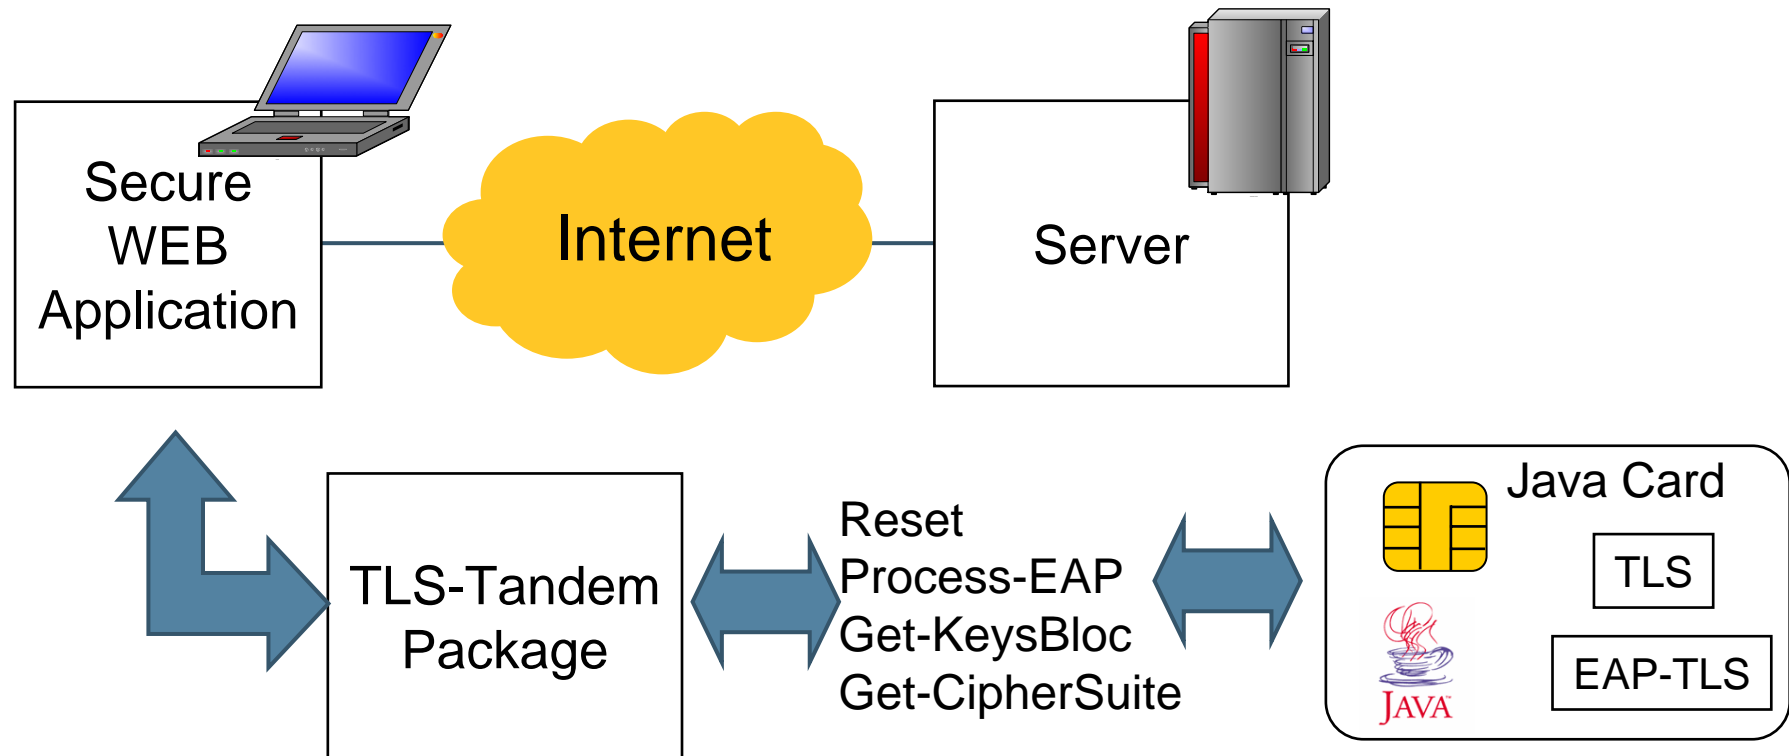 Secure
WEB
Application
Internet
Server
TLS-Tandem
Package
Reset
Process-EAP
Get-KeysBloc
Get-CipherSuite
Java Card
TLS
EAP-TLS
JAVA™